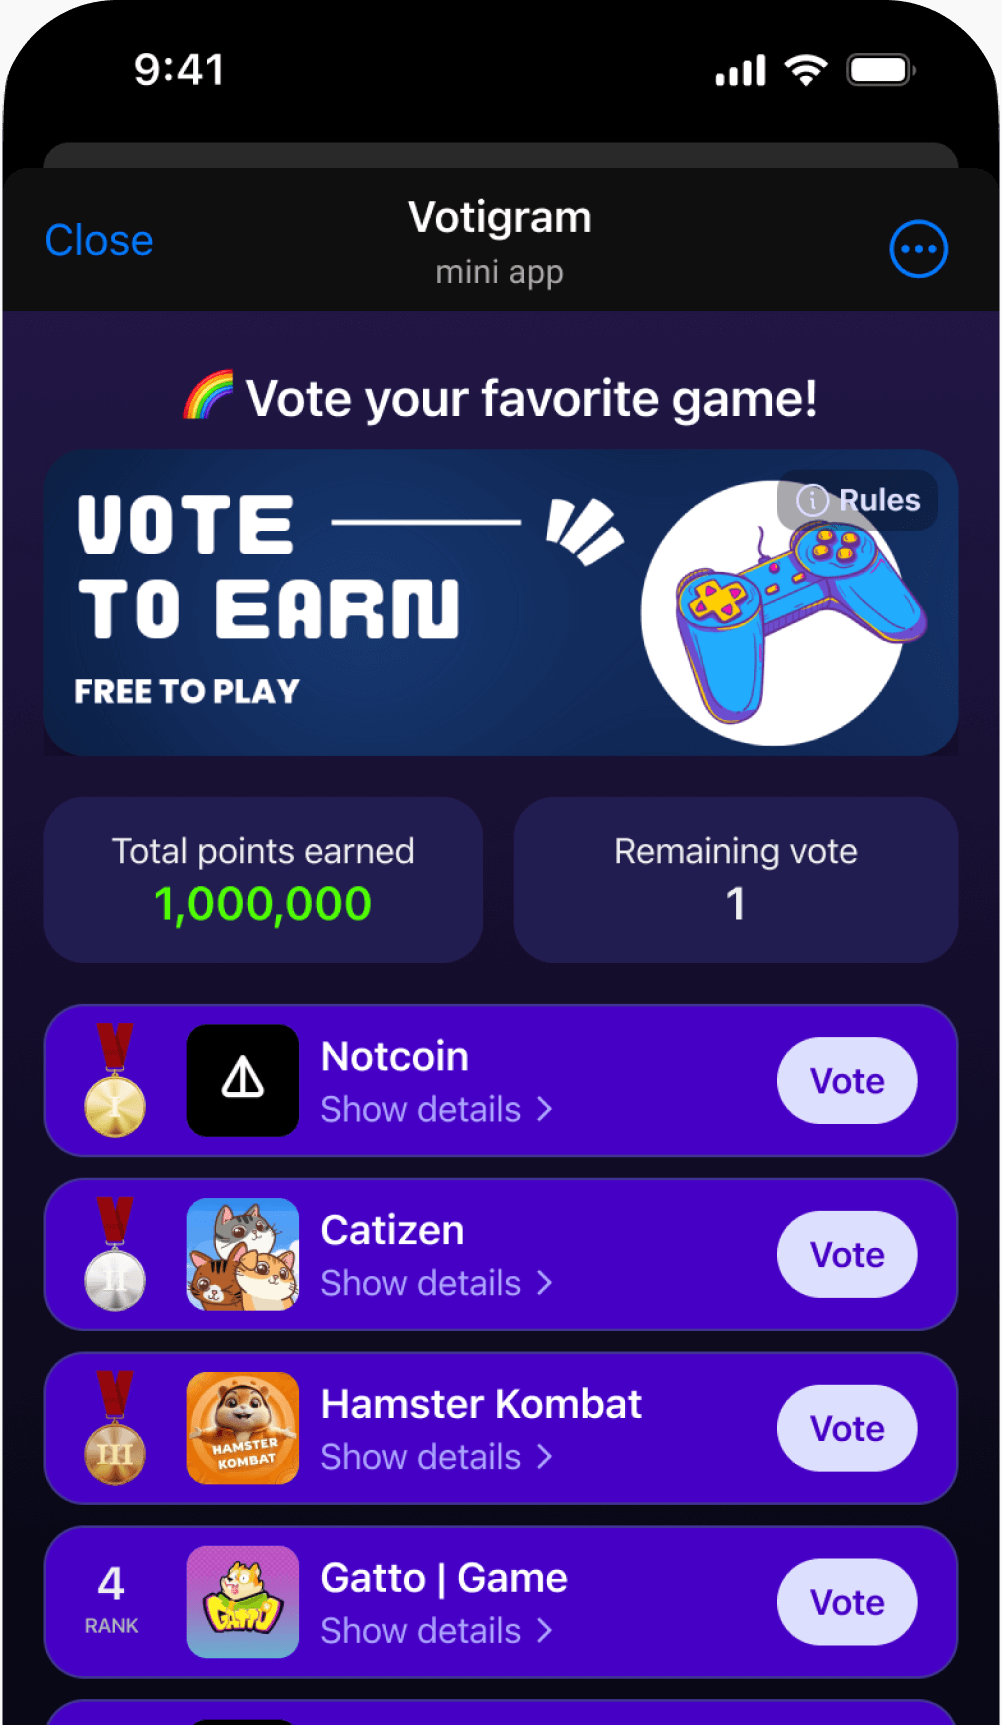 9:41
Close
Votigram
mini app
Vote your favorite game!
VOTE
TO EARN
FREE TO PLAY
Rules
Total points earned
1,000,000
Remaining vote
1
I
Notcoin
Show details
Vote
II
Catizen
Show details
Vote
III
HAMSTER
KOMBAT
Hamster Kombat
Show details
Vote
4
RANK
GATTO
Gatto | Game
Show details
Vote